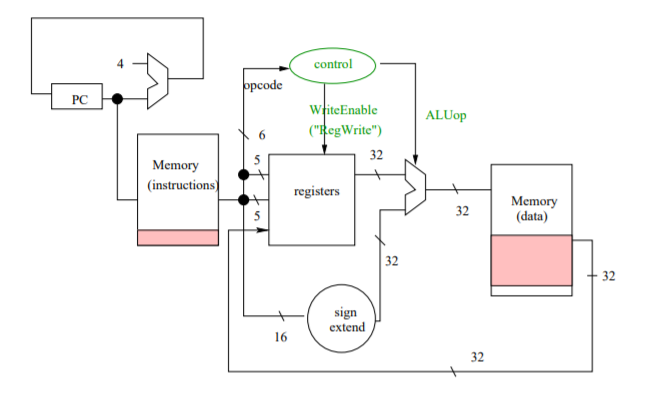 control
4
opcode
PC
WriteEnable
("RegWrite")
ALUop
6
5
32
Memory
(instructions)
registers
5
32
Memory
(data)
32
32
sign
extend
16
32